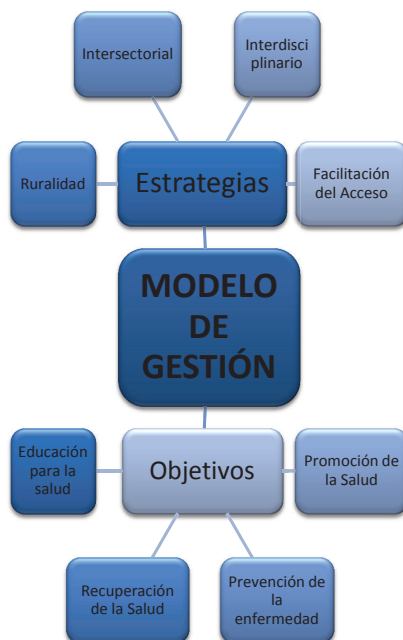 Intersectorial
Interdisci
plinario
Ruralidad
Estrategias
Facilitación
del Acceso
MODELO
DE
GESTIÓN
Educación
para la
salud
Objetivos
Promoción de
la Salud
Recuperación
de la Salud
Prevención de
la
enfermedad